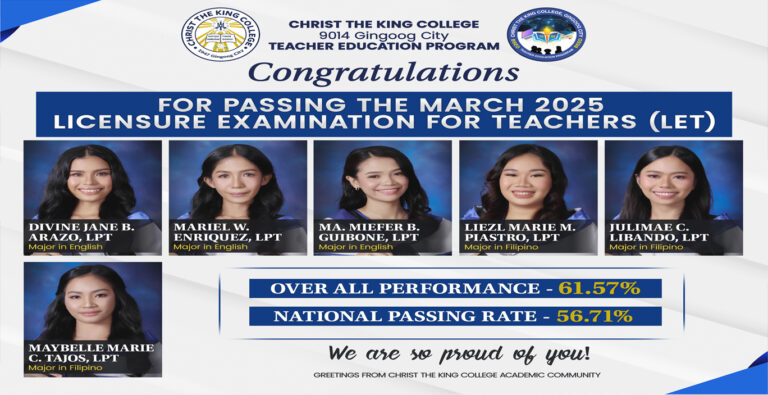 CHRIST THE KING COLLEGE
9014 Gingoog City
TEACHER EDUCATION PROGRAM
Congratulations
FOR PASSING THE MARCH 2025
LICENSURE EXAMINATION FOR TEACHERS (LET)
DIVINE JANE B.
ARAZO, LPT
Major in English
MARIEL W.
ENRIQUEZ, LPT
Major in English
MA. MIEFER B.
GUIBONE, LPT
Major in English
LIEZL MARIE M.
PIASTRO, LPT
Major in Filipino
JULIMAE C.
LIBANDO, LPT
Major in Filipino
MAYBELLE MARIE
C. TAJOS, LPT
Major in Filipino
OVER ALL PERFORMANCE - 61.57%
NATIONAL PASSING RATE - 56.71%
We are so proud of you!
GREETINGS FROM CHRIST THE KING COLLEGE ACADEMIC COMMUNITY